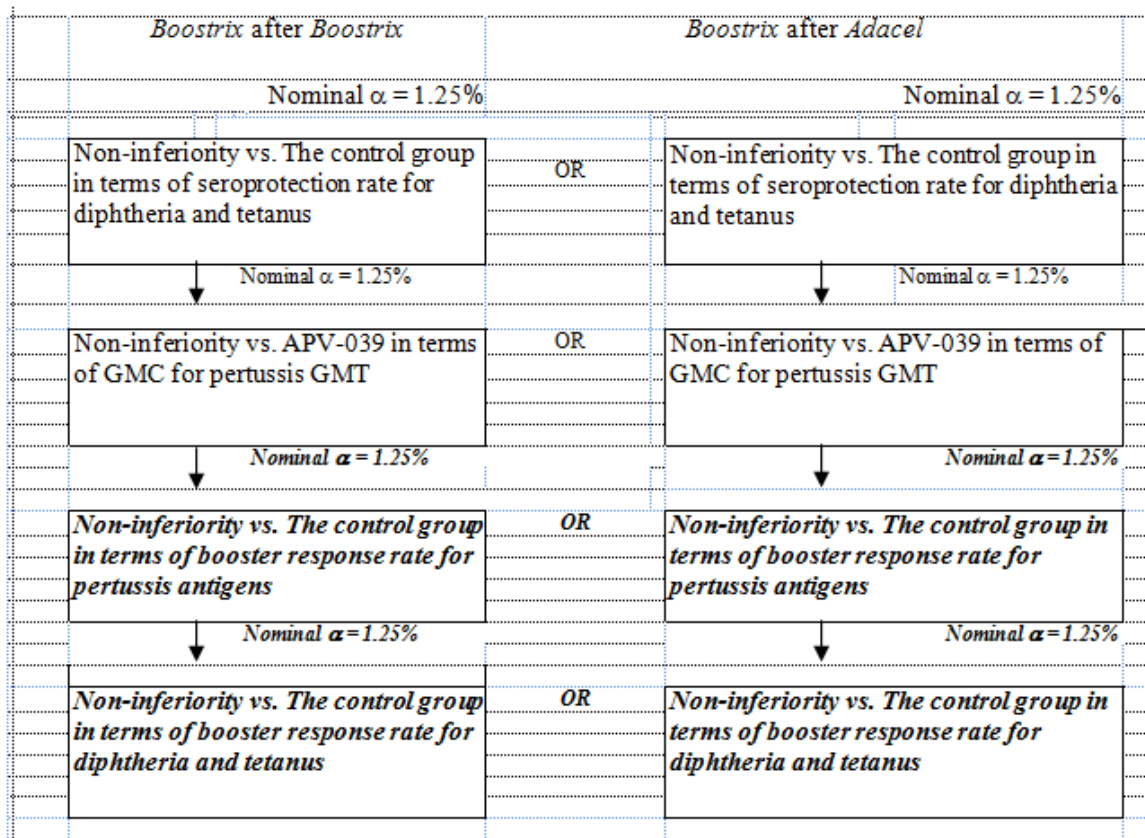 Boostrix after Boostrix
Boostrix after Adacel
Nominal α = 1.25%
Nominal α = 1.25%
Non-inferiority vs. The control group
in terms of seroprotection rate for
diphtheria and tetanus
OR
Non-inferiority vs. The control group in
terms of seroprotection rate for diphtheria
and tetanus
Nominal α = 1.25%
Nominal α = 1.25%
Non-inferiority vs. APV-039 in terms
of GMC for pertussis GMT
OR
Non-inferiority vs. APV-039 in terms of
GMC for pertussis GMT
Nominal α = 1.25%
Nominal α = 1.25%
Non-inferiority vs. The control group
in terms of booster response rate for
pertussis antigens
OR
Non-inferiority vs. The control group in
terms of booster response rate for
pertussis antigens
Nominal α = 1.25%
Nominal α = 1.25%
Non-inferiority vs. The control group
in terms of booster response rate for
diphtheria and tetanus
OR
Non-inferiority vs. The control group in
terms of booster response rate for
diphtheria and tetanus